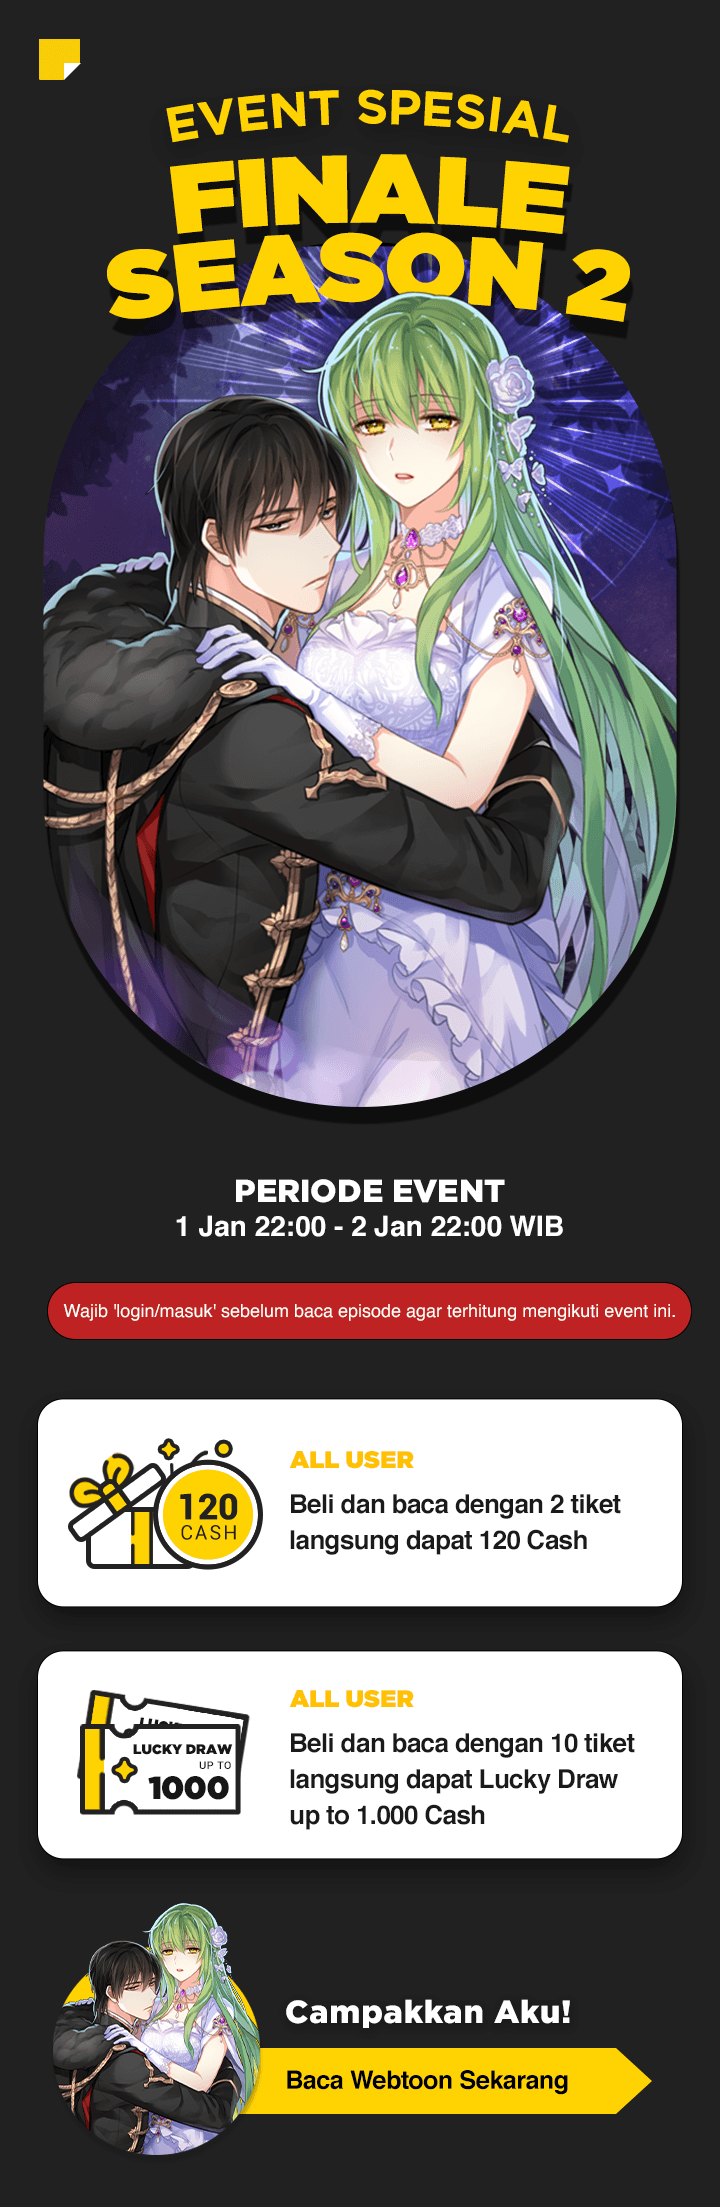 EVENT SPESIAL
FINALE
SEASON 2
PERIODE EVENT
1 Jan 22:00 - 2 Jan 22:00 WIB
Wajib 'login/masuk' sebelum baca episode agar terhitung mengikuti event ini.
120
CASH
ALL USER
Beli dan baca dengan 2 tiket
langsung dapat 120 Cash
LUCKY
LUCKY DRAW
UP TO
1000
ALL USER
Beli dan baca dengan 10 tiket
langsung dapat Lucky Draw
up to 1.000 Cash
Campakkan Aku!
Baca Webtoon Sekarang